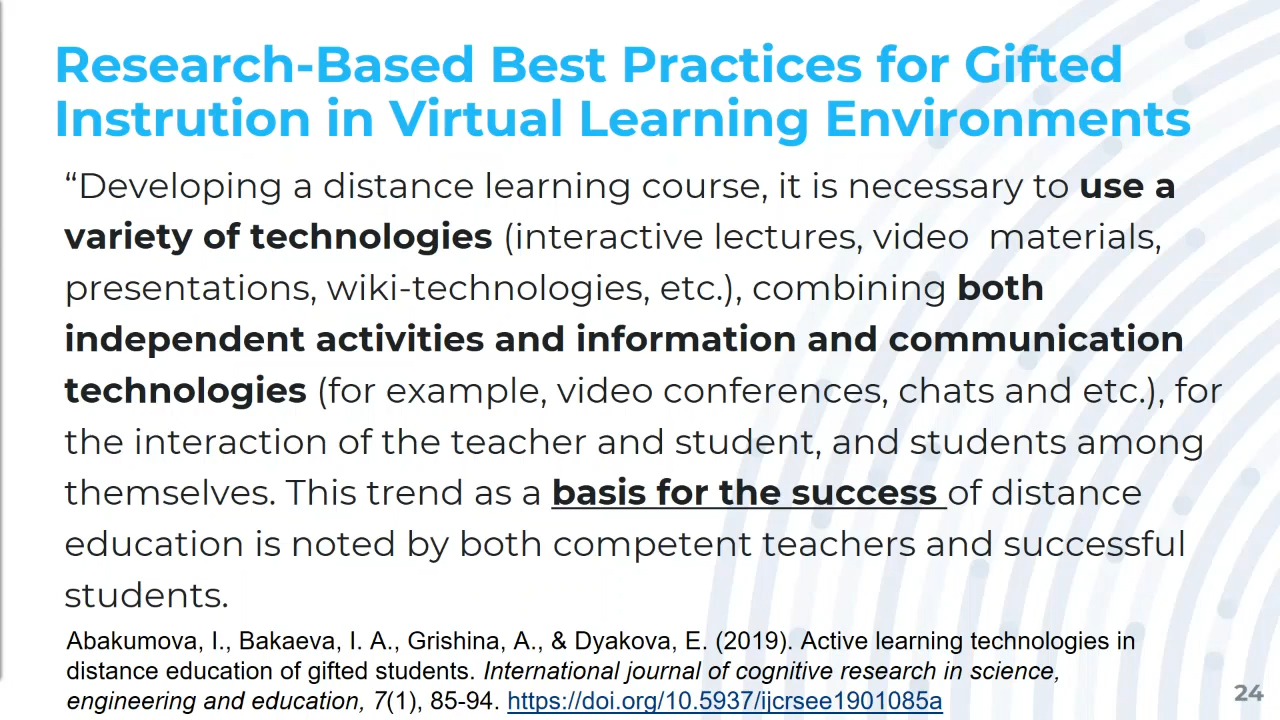 Research-Based Best Practices for Gifted
Instrution in Virtual Learning Environments
“Developing a distance learning course, it is necessary to use a
variety of technologies (interactive lectures, video  materials,
presentations, wiki-technologies, etc.), combining both
independent activities and information and communication
technologies (for example, video conferences, chats and etc.), for
the interaction of the teacher and student, and students among
themselves. This trend as a basis for the success of distance
education is noted by both competent teachers and successful
students.
Abakumova, I., Bakaeva, I. A., Grishina, A., & Dyakova, E. (2019). Active learning technologies in
distance education of gifted students. International journal of cognitive research in science,
engineering and education, 7(1), 85-94. https://doi.org/10.5937/ijcrsee1901085a
24